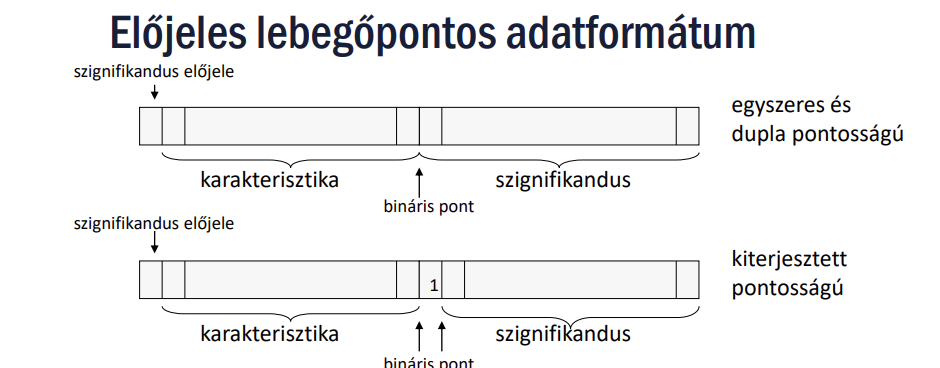 Előjeles lebegőpontos adatformátum
szignifikandus előjele
egyszeres és
dupla pontosságú
karakterisztika
szignifikandus
bináris pont
szignifikandus előjele
kiterjesztett
pontosságú
1
karakterisztika
szignifikandus
bináris pont